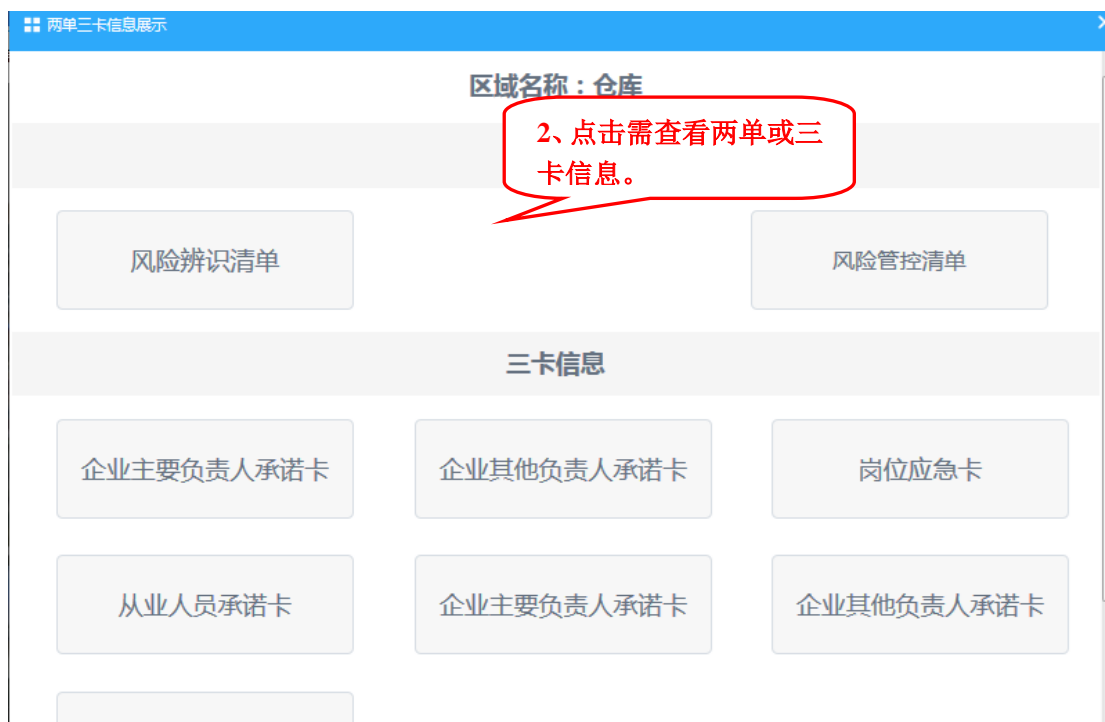 两单三卡信息展示
区域名称：仓库
2、点击需查看两单或三
卡信息。
风险辨识清单
风险管控清单
三卡信息
企业主要负责人承诺卡
企业其他负责人承诺卡
岗位应急卡
从业人员承诺卡
企业主要负责人承诺卡
企业其他负责人承诺卡